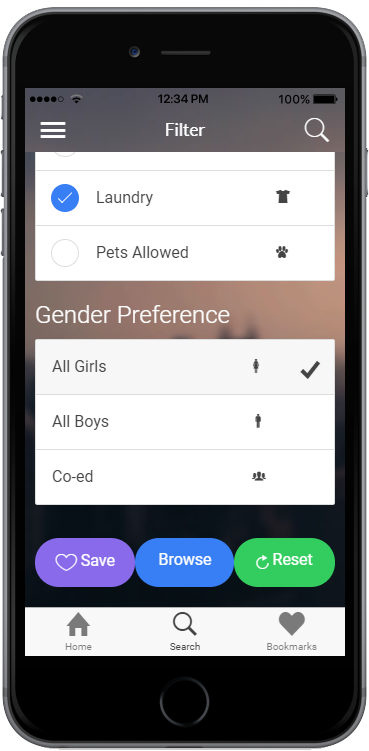 12:34 PM 100%
Filter
Laundry
Pets Allowed
Gender Preference
All Girls
All Boys
Co-ed
Save Browse Reset
Home Search Bookmarks